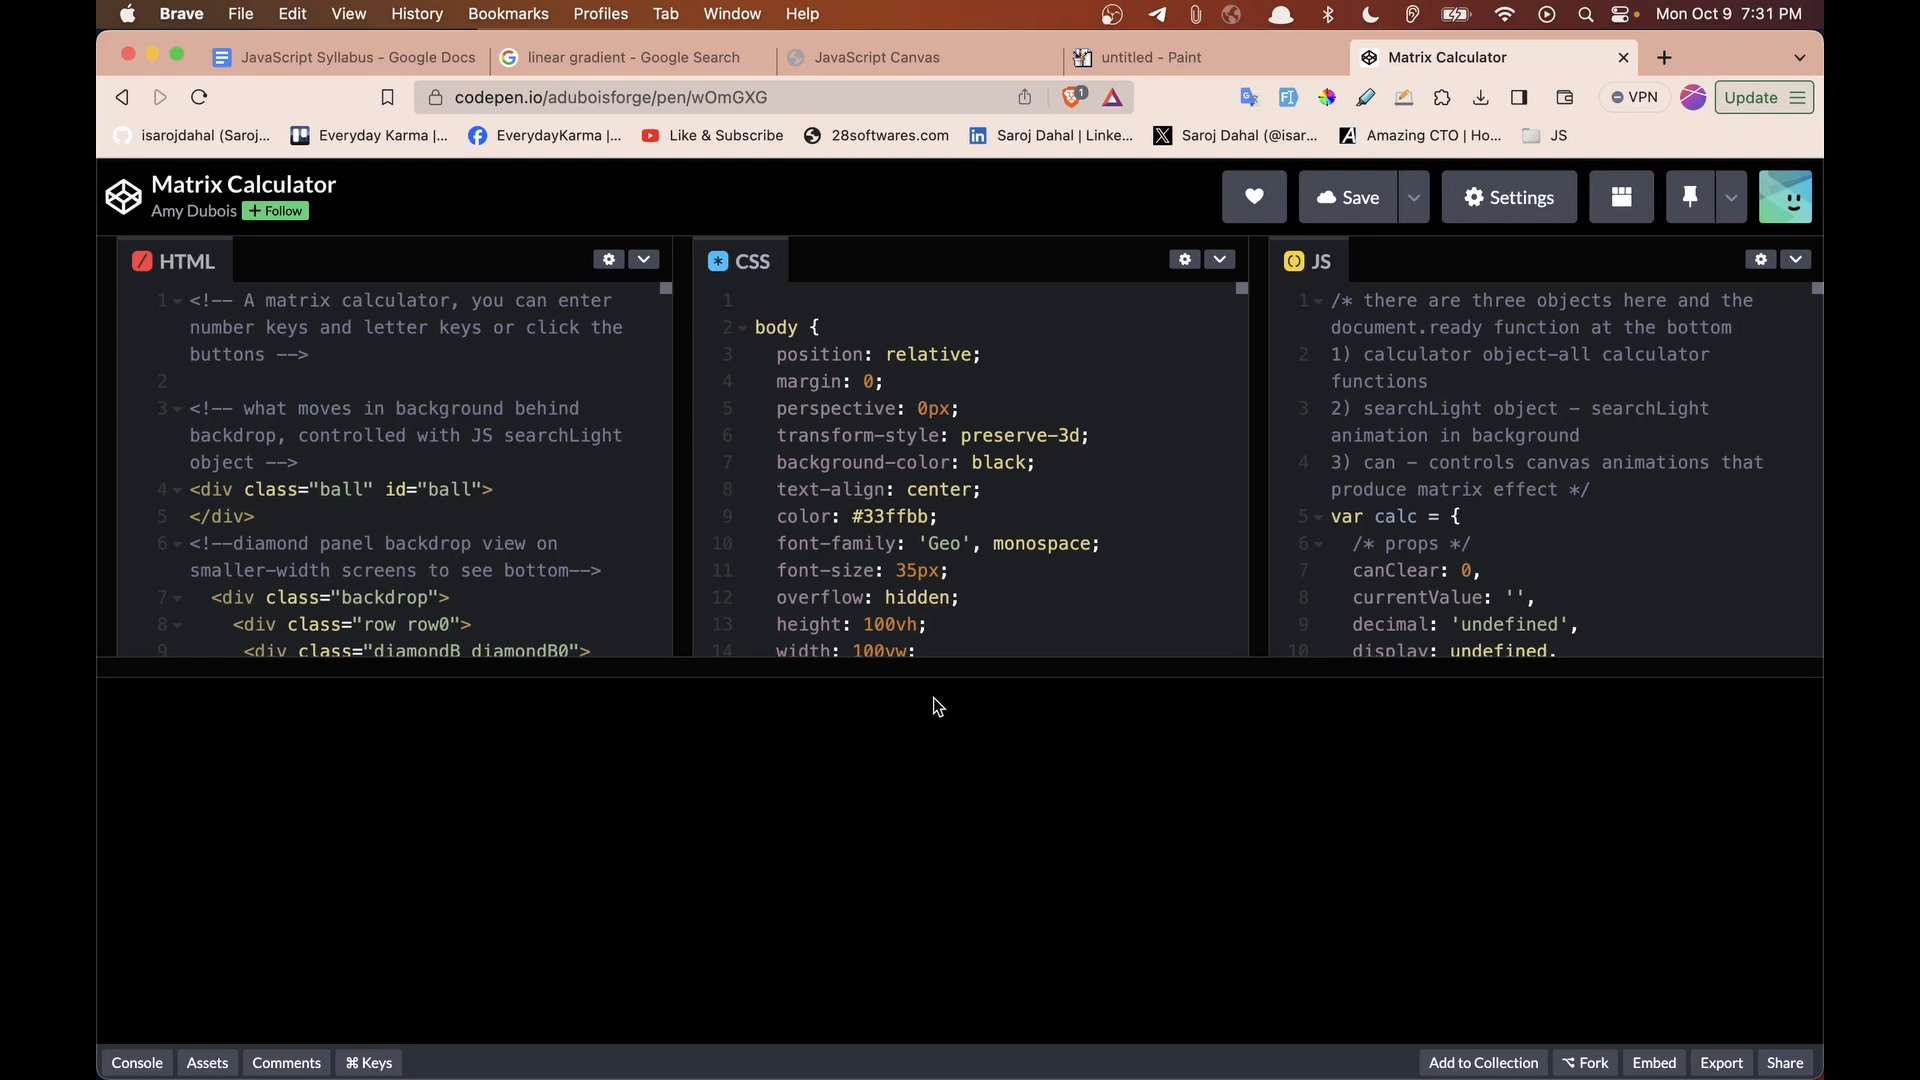 Brave File Edit View History Bookmarks Profiles Tab Window Help Mon Oct 9 7:31 PM
JavaScript Syllabus - Google Docs linear gradient - Google Search JavaScript Canvas untitled - Paint Matrix Calculator
codepen.io/aduboisforge/pen/wOmGXG 1 VPN Update
isarojdahal (Saroj... Everyday Karma |... EverydayKarma |... Like & Subscribe 28softwares.com Saroj Dahal | Linke... Saroj Dahal (@isar... Amazing CTO | Ho... JS
Matrix Calculator
Amy Dubois + Follow
Save Settings
HTML
1 <!-- A matrix calculator, you can enter
number keys and letter keys or click the
buttons -->
2
3 <!-- what moves in background behind
backdrop, controlled with JS searchLight
object -->
4 <div class="ball" id="ball">
5 </div>
6 <!--diamond panel backdrop view on
smaller-width screens to see bottom-->
7 <div class="backdrop">
8 <div class="row row0">
9 <div class="diamondB diamondB0">
CSS
1
2 body {
3 position: relative;
4 margin: 0;
5 perspective: 0px;
6 transform-style: preserve-3d;
7 background-color: black;
8 text-align: center;
9 color: #33ffbb;
10 font-family: 'Geo', monospace;
11 font-size: 35px;
12 overflow: hidden;
13 height: 100vh;
14 width: 100vw;
JS
1 /* there are three objects here and the
document.ready function at the bottom
2 1) calculator object-all calculator
functions
3 2) searchLight object - searchLight
animation in background
4 3) can - controls canvas animations that
produce matrix effect */
5 var calc = {
6 /* props */
7 canClear: 0,
8 currentValue: '',
9 decimal: 'undefined',
10 display: undefined,
Console Assets Comments ⌘ Keys Add to Collection Fork Embed Export Share